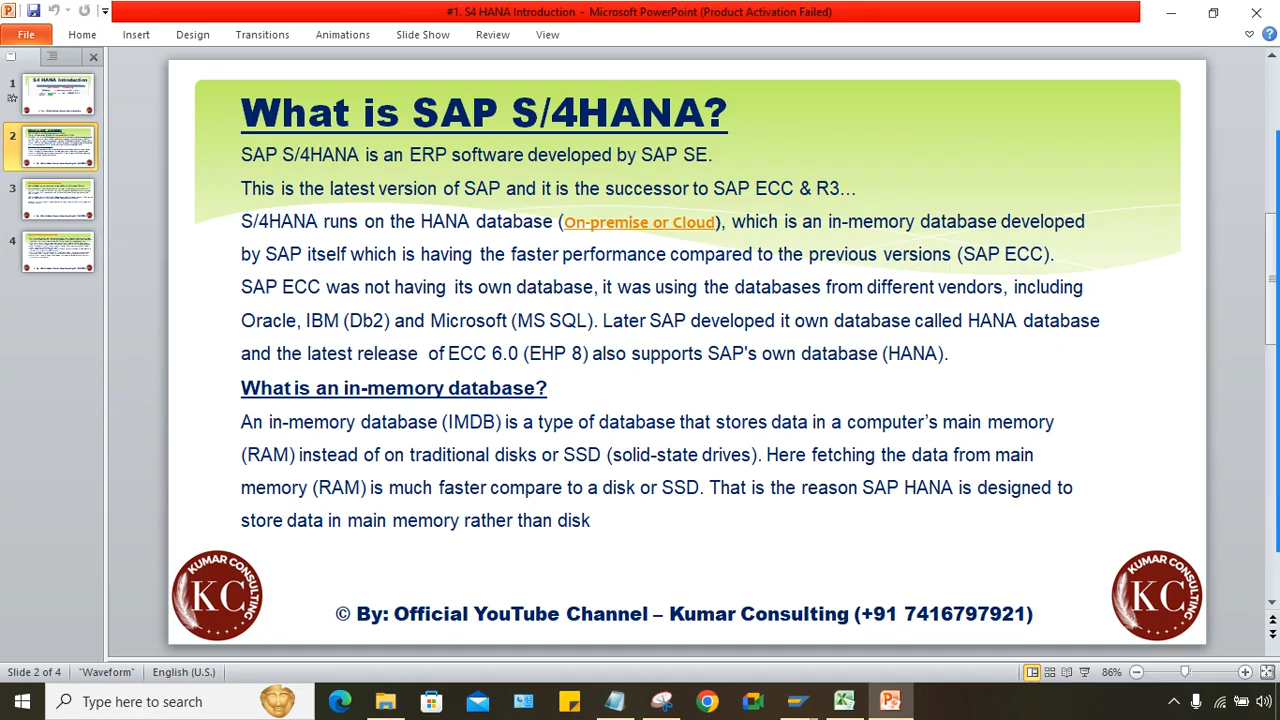 #1. S4 HANA Introduction - Microsoft PowerPoint (Product Activation Failed)
File Home Insert Design Transitions Animations Slide Show Review View
1
2
3
4
What is SAP S/4HANA?
SAP S/4HANA is an ERP software developed by SAP SE.
This is the latest version of SAP and it is the successor to SAP ECC & R3…
S/4HANA runs on the HANA database (On-premise or Cloud), which is an in-memory database developed
by SAP itself which is having the faster performance compared to the previous versions (SAP ECC).
SAP ECC was not having its own database, it was using the databases from different vendors, including
Oracle, IBM (Db2) and Microsoft (MS SQL). Later SAP developed it own database called HANA database
and the latest release of ECC 6.0 (EHP 8) also supports SAP's own database (HANA).
What is an in-memory database?
An in-memory database (IMDB) is a type of database that stores data in a computer’s main memory
(RAM) instead of on traditional disks or SSD (solid-state drives). Here fetching the data from main
memory (RAM) is much faster compare to a disk or SSD. That is the reason SAP HANA is designed to
store data in main memory rather than disk
KUMAR CONSULTING
KC
KUMAR CONSULTING
KC
© By: Official YouTube Channel – Kumar Consulting (+91 7416797921)
Slide 2 of 4 "Waveform" English (U.S.) 86%
Type here to search